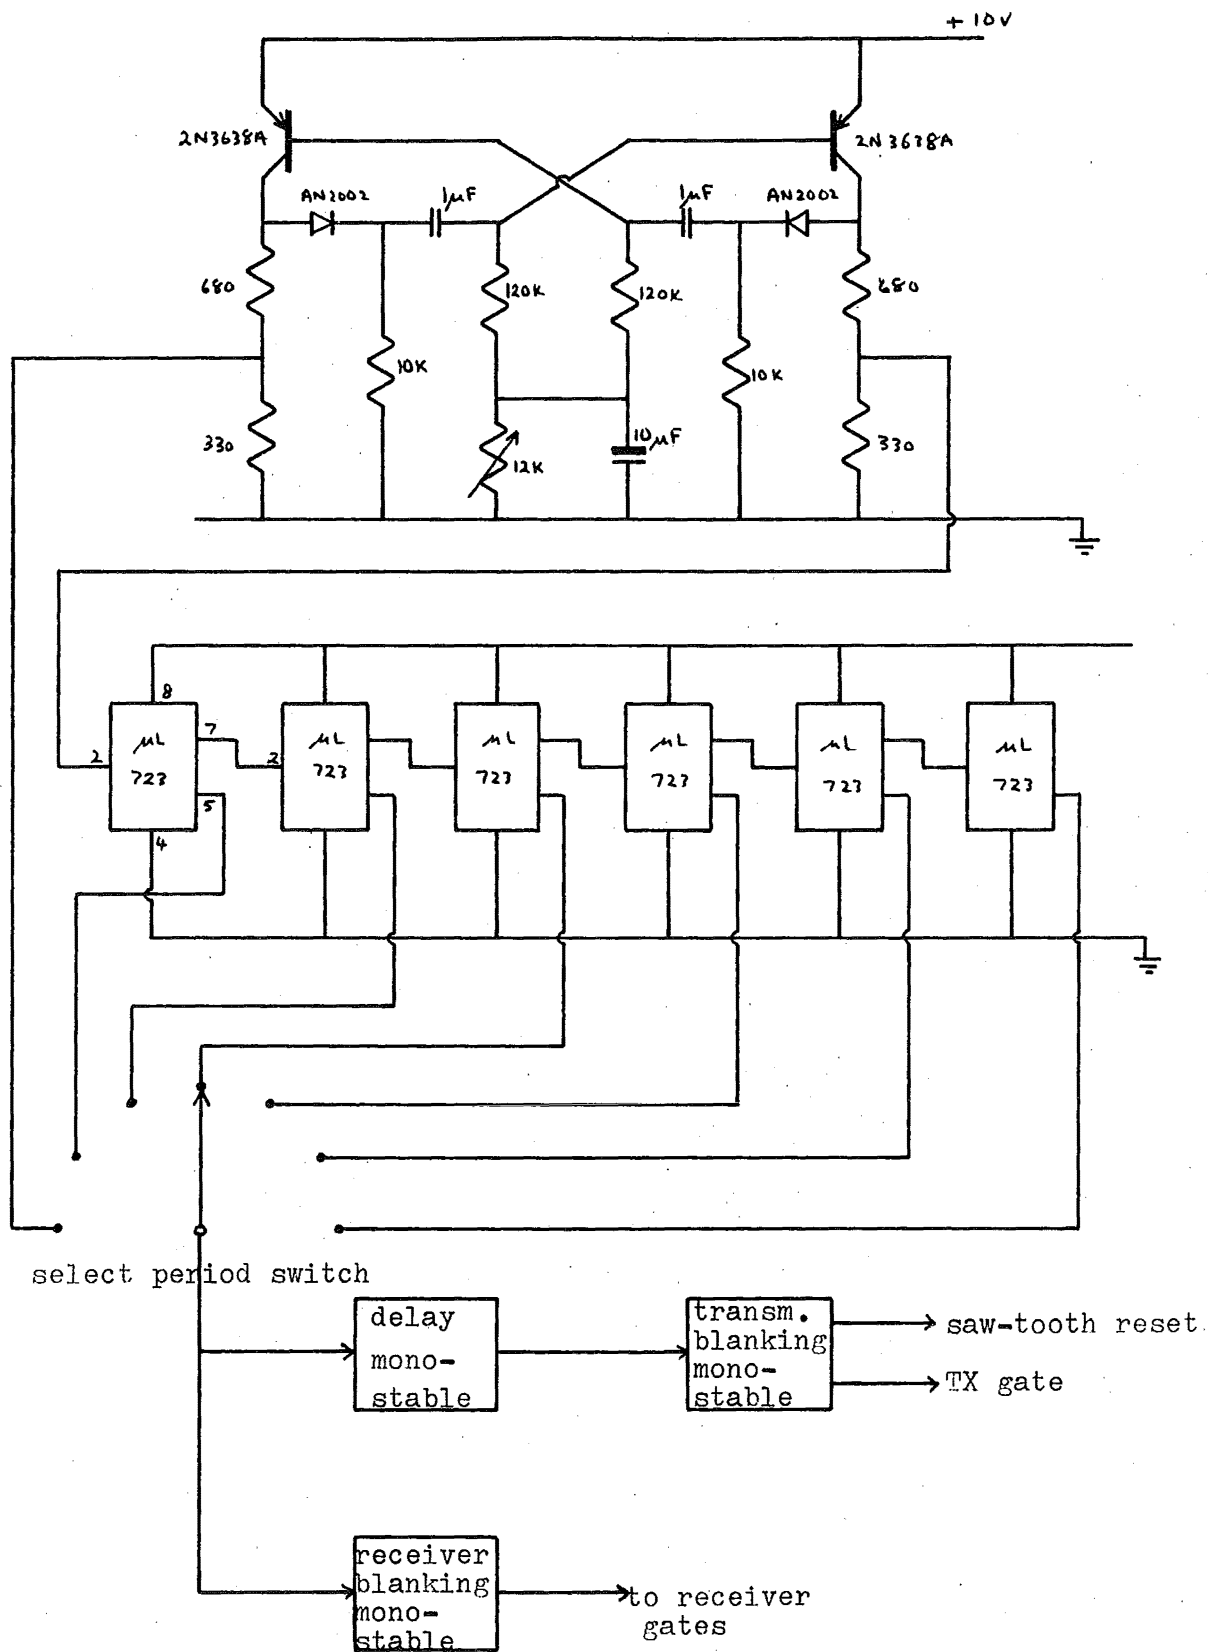 + 10V
2N3638A
2N3638A
AN2002
1µF
1µF
AN2002
680
120K
120K
680
10K
10K
330
12K
10µF
330
8
µL
723
7
2
2
5
4
µL
723
µL
723
µL
723
µL
723
µL
723
select period switch
delay
mono-
stable
transm.
blanking
mono-
stable
saw-tooth reset.
TX gate
receiver
blanking
mono-
stable
to receiver
gates